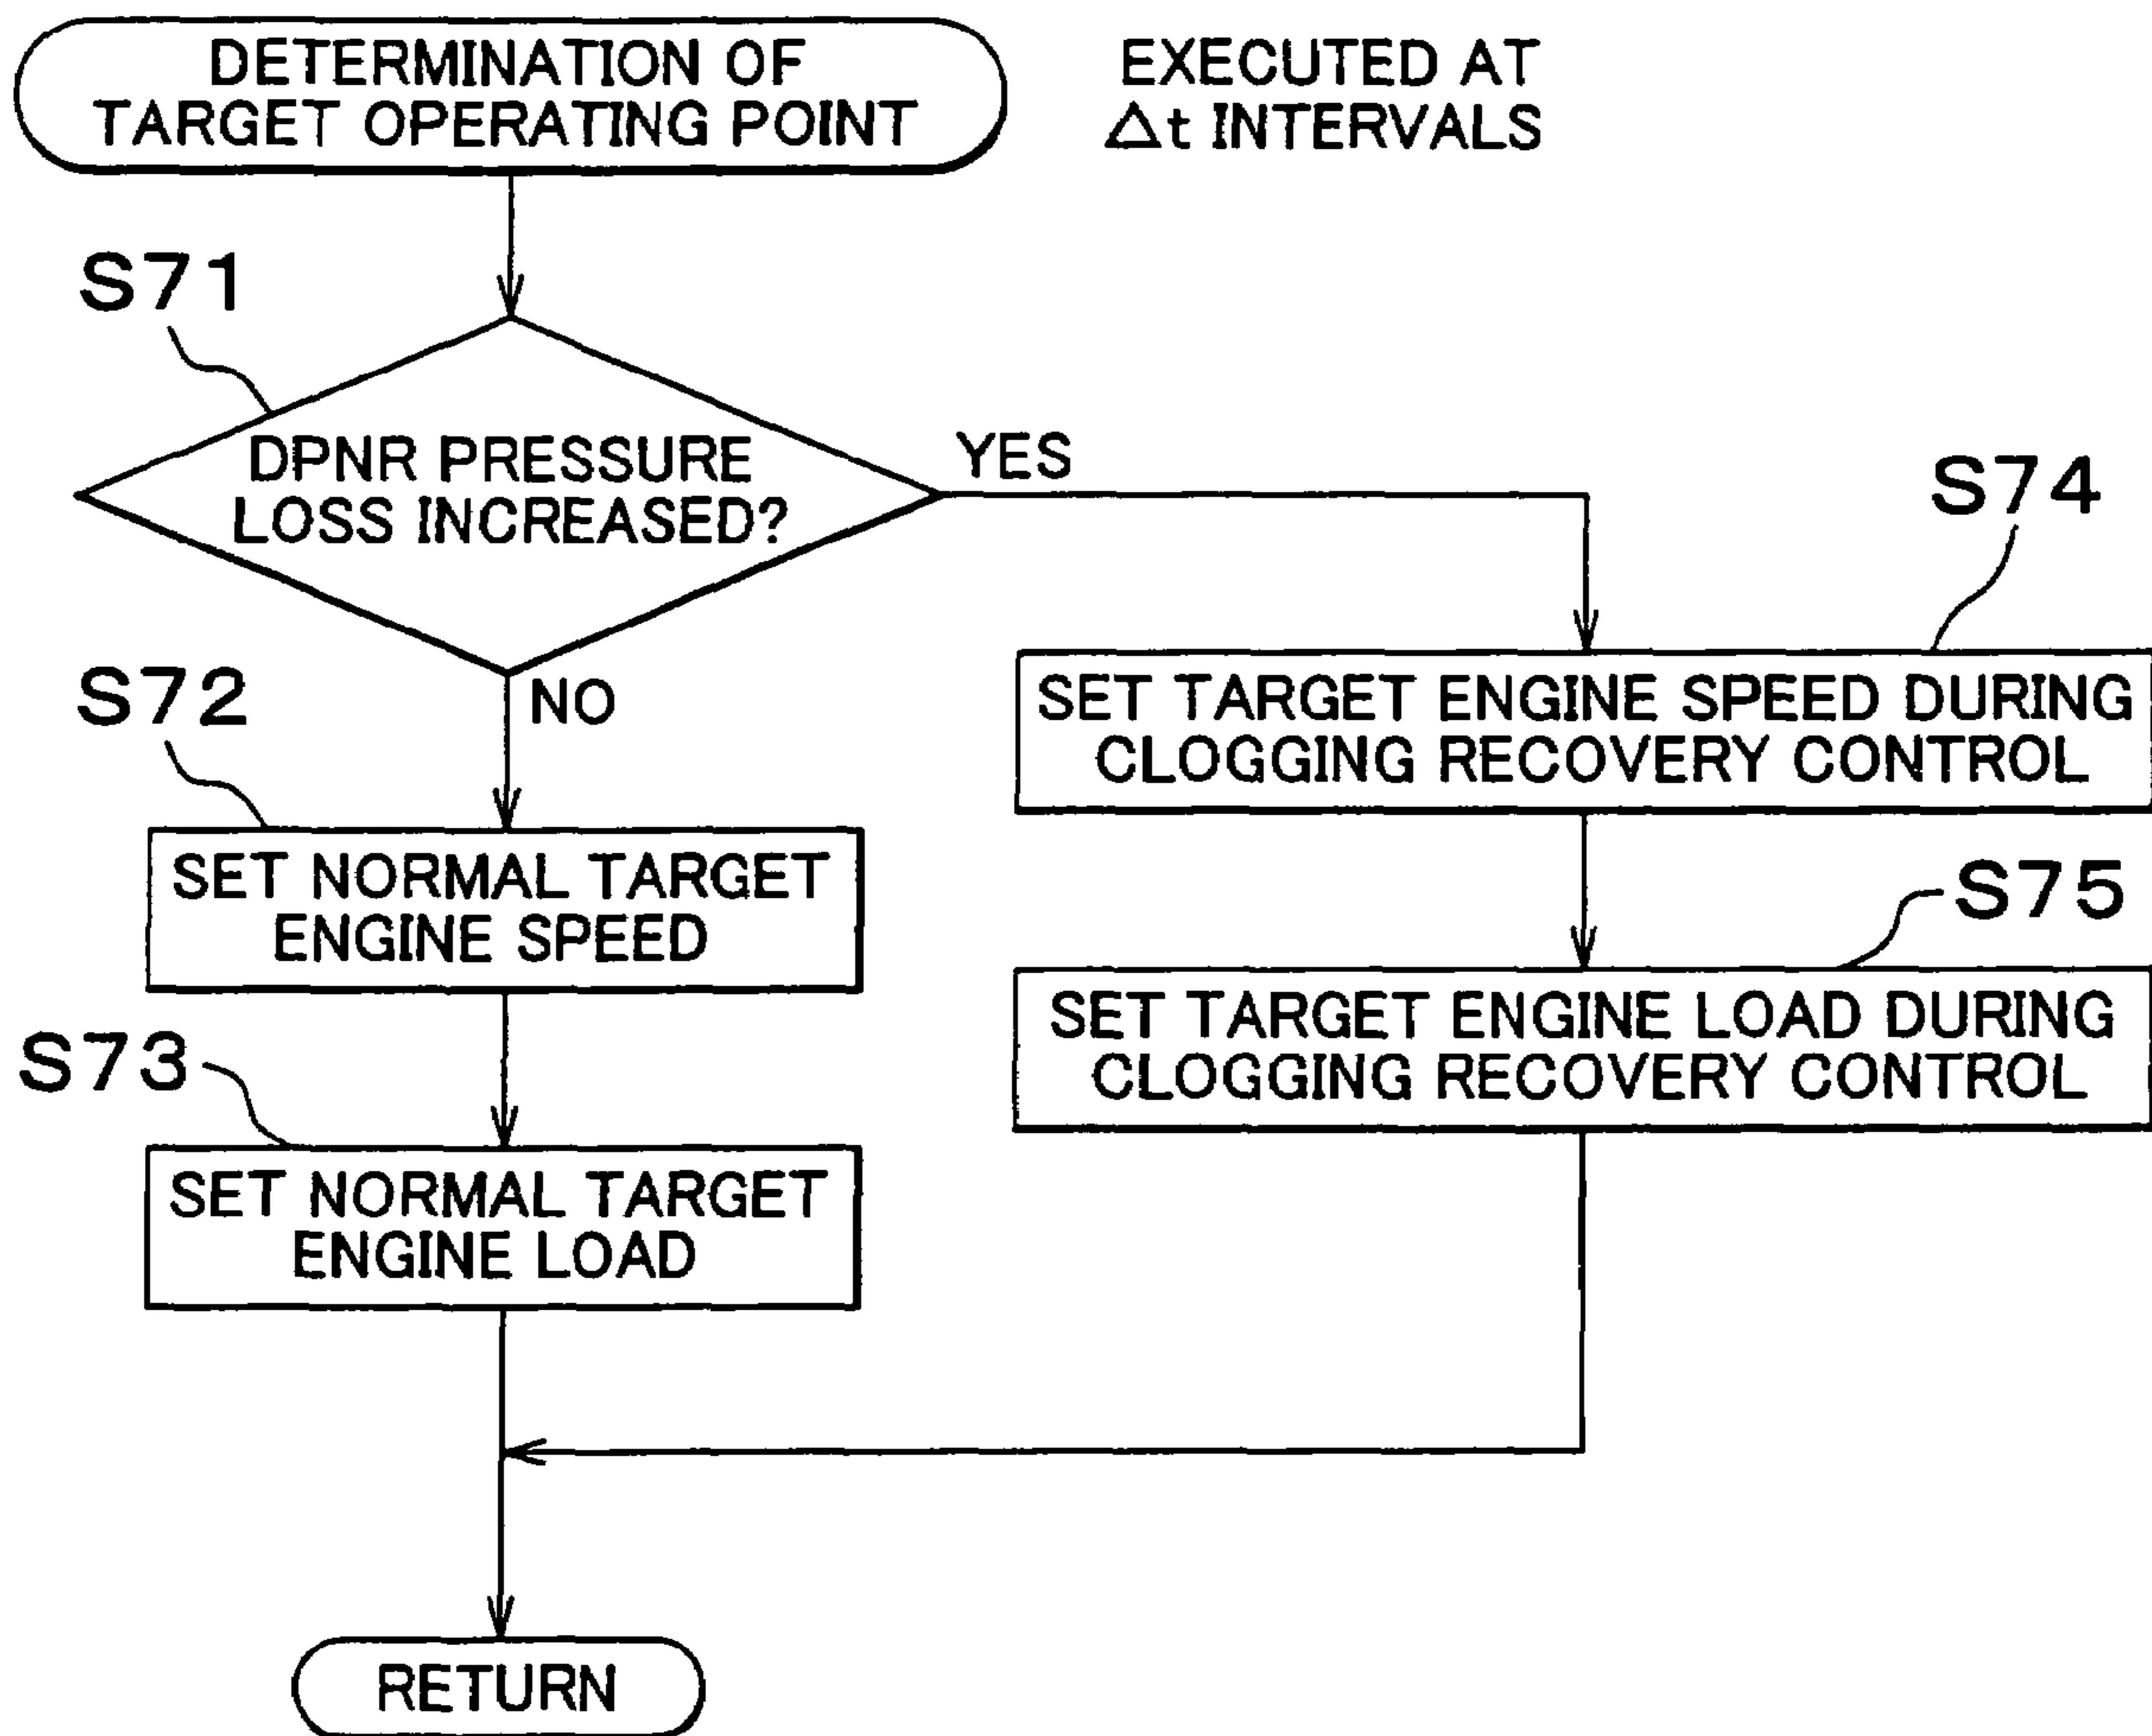 DETERMINATION OF
TARGET OPERATING POINT
EXECUTED AT
Δt INTERVALS
S71
DPNR PRESSURE
LOSS INCREASED?
YES
NO
S72
SET NORMAL TARGET
ENGINE SPEED
S73
SET NORMAL TARGET
ENGINE LOAD
S74
SET TARGET ENGINE SPEED DURING
CLOGGING RECOVERY CONTROL
S75
SET TARGET ENGINE LOAD DURING
CLOGGING RECOVERY CONTROL
RETURN